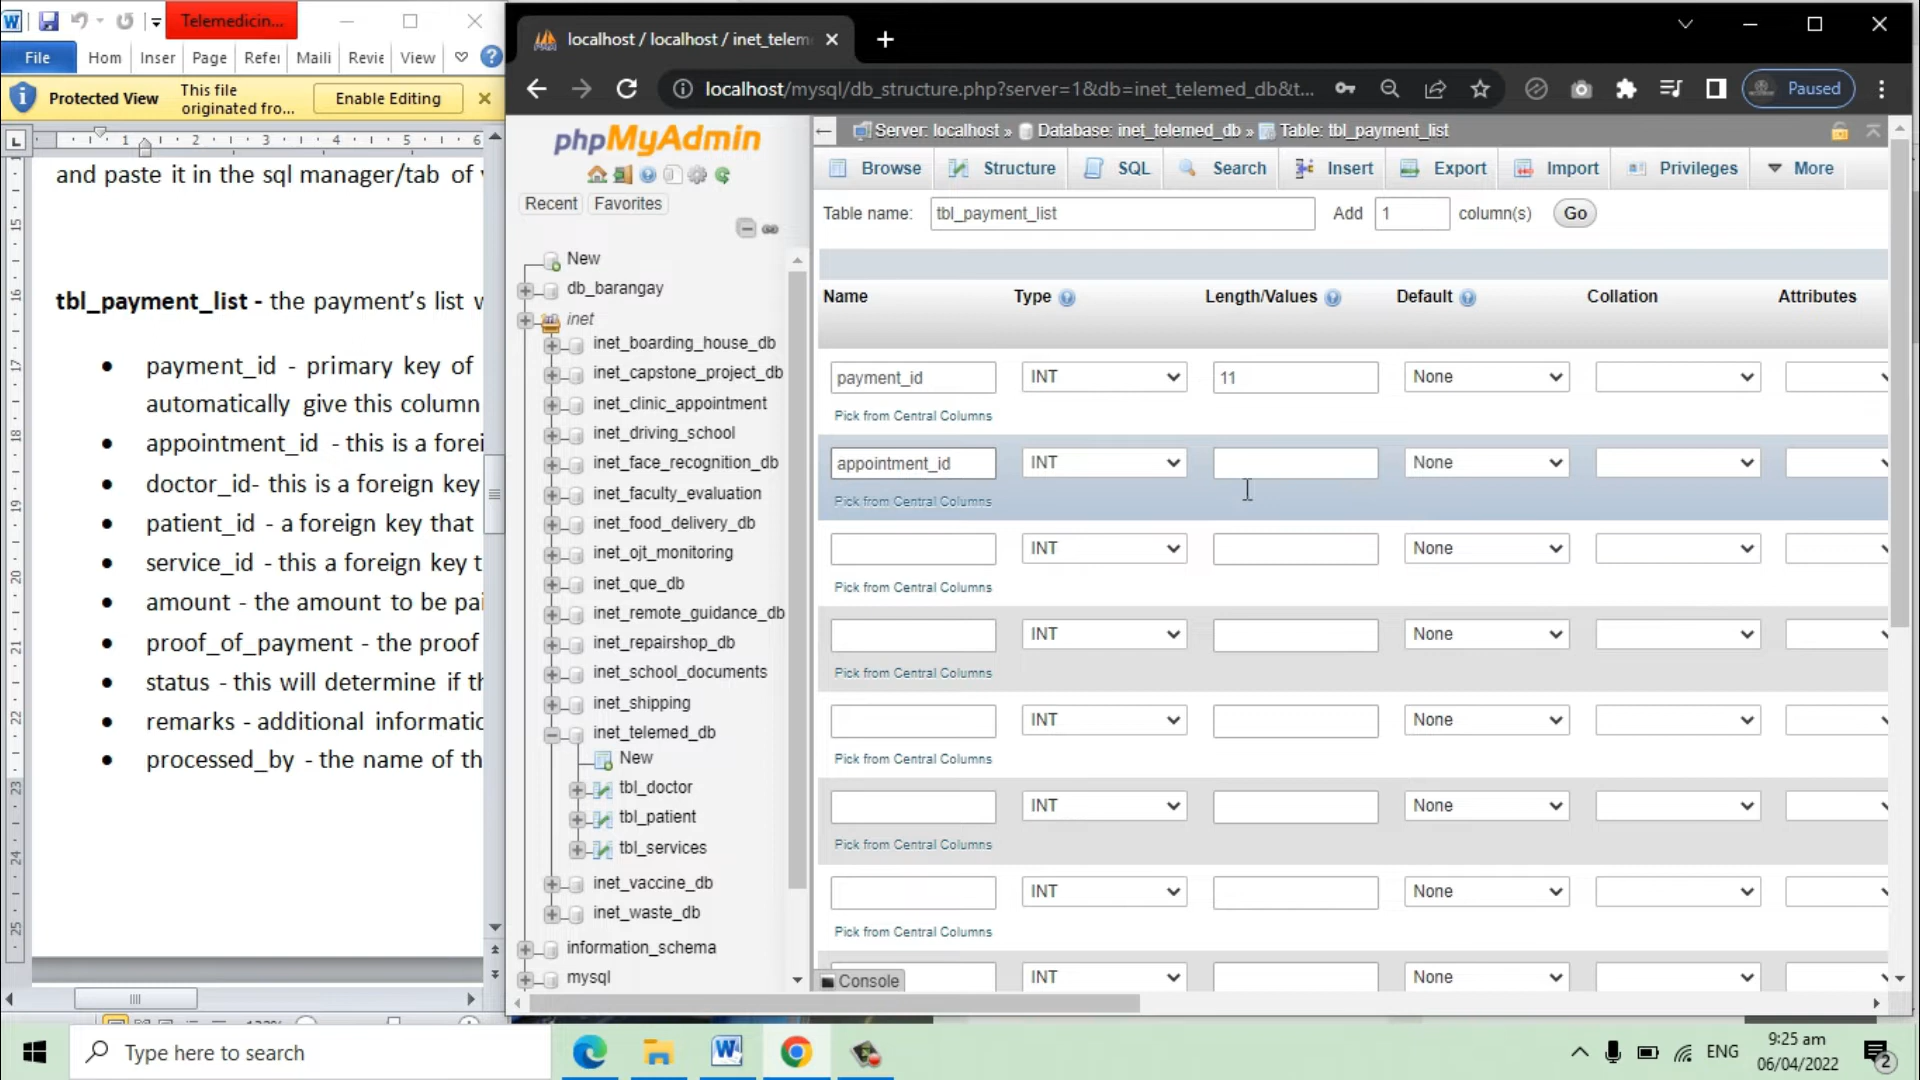 Telemedicin...
File
Hom
Inser
Page
Refer
Maili
Revie
View
Protected View
This file
originated fro...
Enable Editing
1 2 3 4 5 6
and paste it in the sql manager/tab of
tbl_payment_list - the payment's list w
• payment_id - primary key of
automatically give this column
• appointment_id - this is a forei
• doctor_id- this is a foreign key
• patient_id - a foreign key that
• service_id - this a foreign key t
• amount - the amount to be pai
• proof_of_payment - the proof
• status - this will determine if th
• remarks - additional informatio
• processed_by - the name of th
localhost / localhost / inet_telem
localhost/mysql/db_structure.php?server=1&db=inet_telemed_db&t...
Paused
phpMyAdmin
Recent
Favorites
New
db_barangay
inet
inet_boarding_house_db
inet_capstone_project_db
inet_clinic_appointment
inet_driving_school
inet_face_recognition_db
inet_faculty_evaluation
inet_food_delivery_db
inet_ojt_monitoring
inet_que_db
inet_remote_guidance_db
inet_repairshop_db
inet_school_documents
inet_shipping
inet_telemed_db
New
tbl_doctor
tbl_patient
tbl_services
inet_vaccine_db
inet_waste_db
information_schema
mysql
Server: localhost » Database: inet_telemed_db » Table: tbl_payment_list
Browse
Structure
SQL
Search
Insert
Export
Import
Privileges
More
Table name: tbl_payment_list Add 1 column(s) Go
Name Type Length/Values Default Collation Attributes
payment_id INT 11 None
Pick from Central Columns
appointment_id INT None
Pick from Central Columns
INT None
Pick from Central Columns
INT None
Pick from Central Columns
INT None
Pick from Central Columns
INT None
Pick from Central Columns
INT None
Pick from Central Columns
INT None
Console
Type here to search
ENG
9:25 am
06/04/2022
2